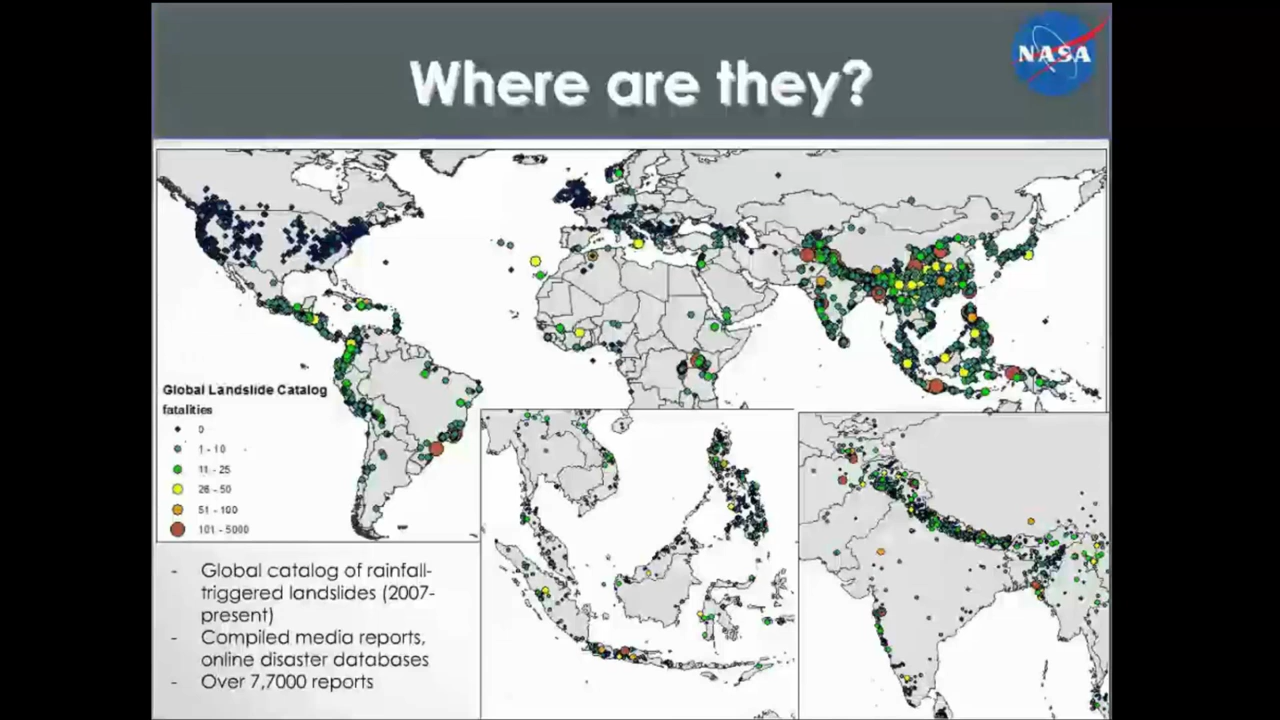 Where are they?
NASA
Global Landslide Catalog
fatalities
0
1 - 10
11 - 25
26 - 50
51 - 100
101 - 5000
- Global catalog of rainfall-
triggered landslides (2007-
present)
- Compiled media reports,
online disaster databases
- Over 7,7000 reports